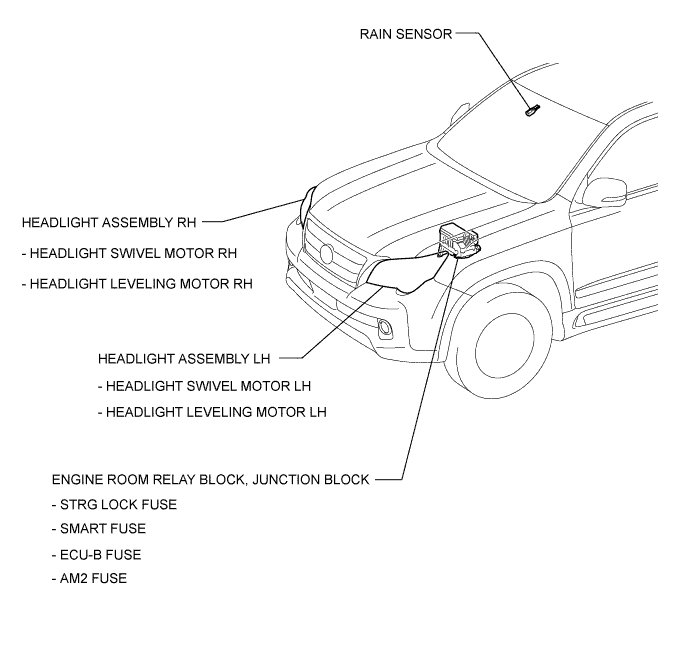 RAIN SENSOR
HEADLIGHT ASSEMBLY RH
- HEADLIGHT SWIVEL MOTOR RH
- HEADLIGHT LEVELING MOTOR RH
HEADLIGHT ASSEMBLY LH
- HEADLIGHT SWIVEL MOTOR LH
- HEADLIGHT LEVELING MOTOR LH
ENGINE ROOM RELAY BLOCK, JUNCTION BLOCK
- STRG LOCK FUSE
- SMART FUSE
- ECU-B FUSE
- AM2 FUSE